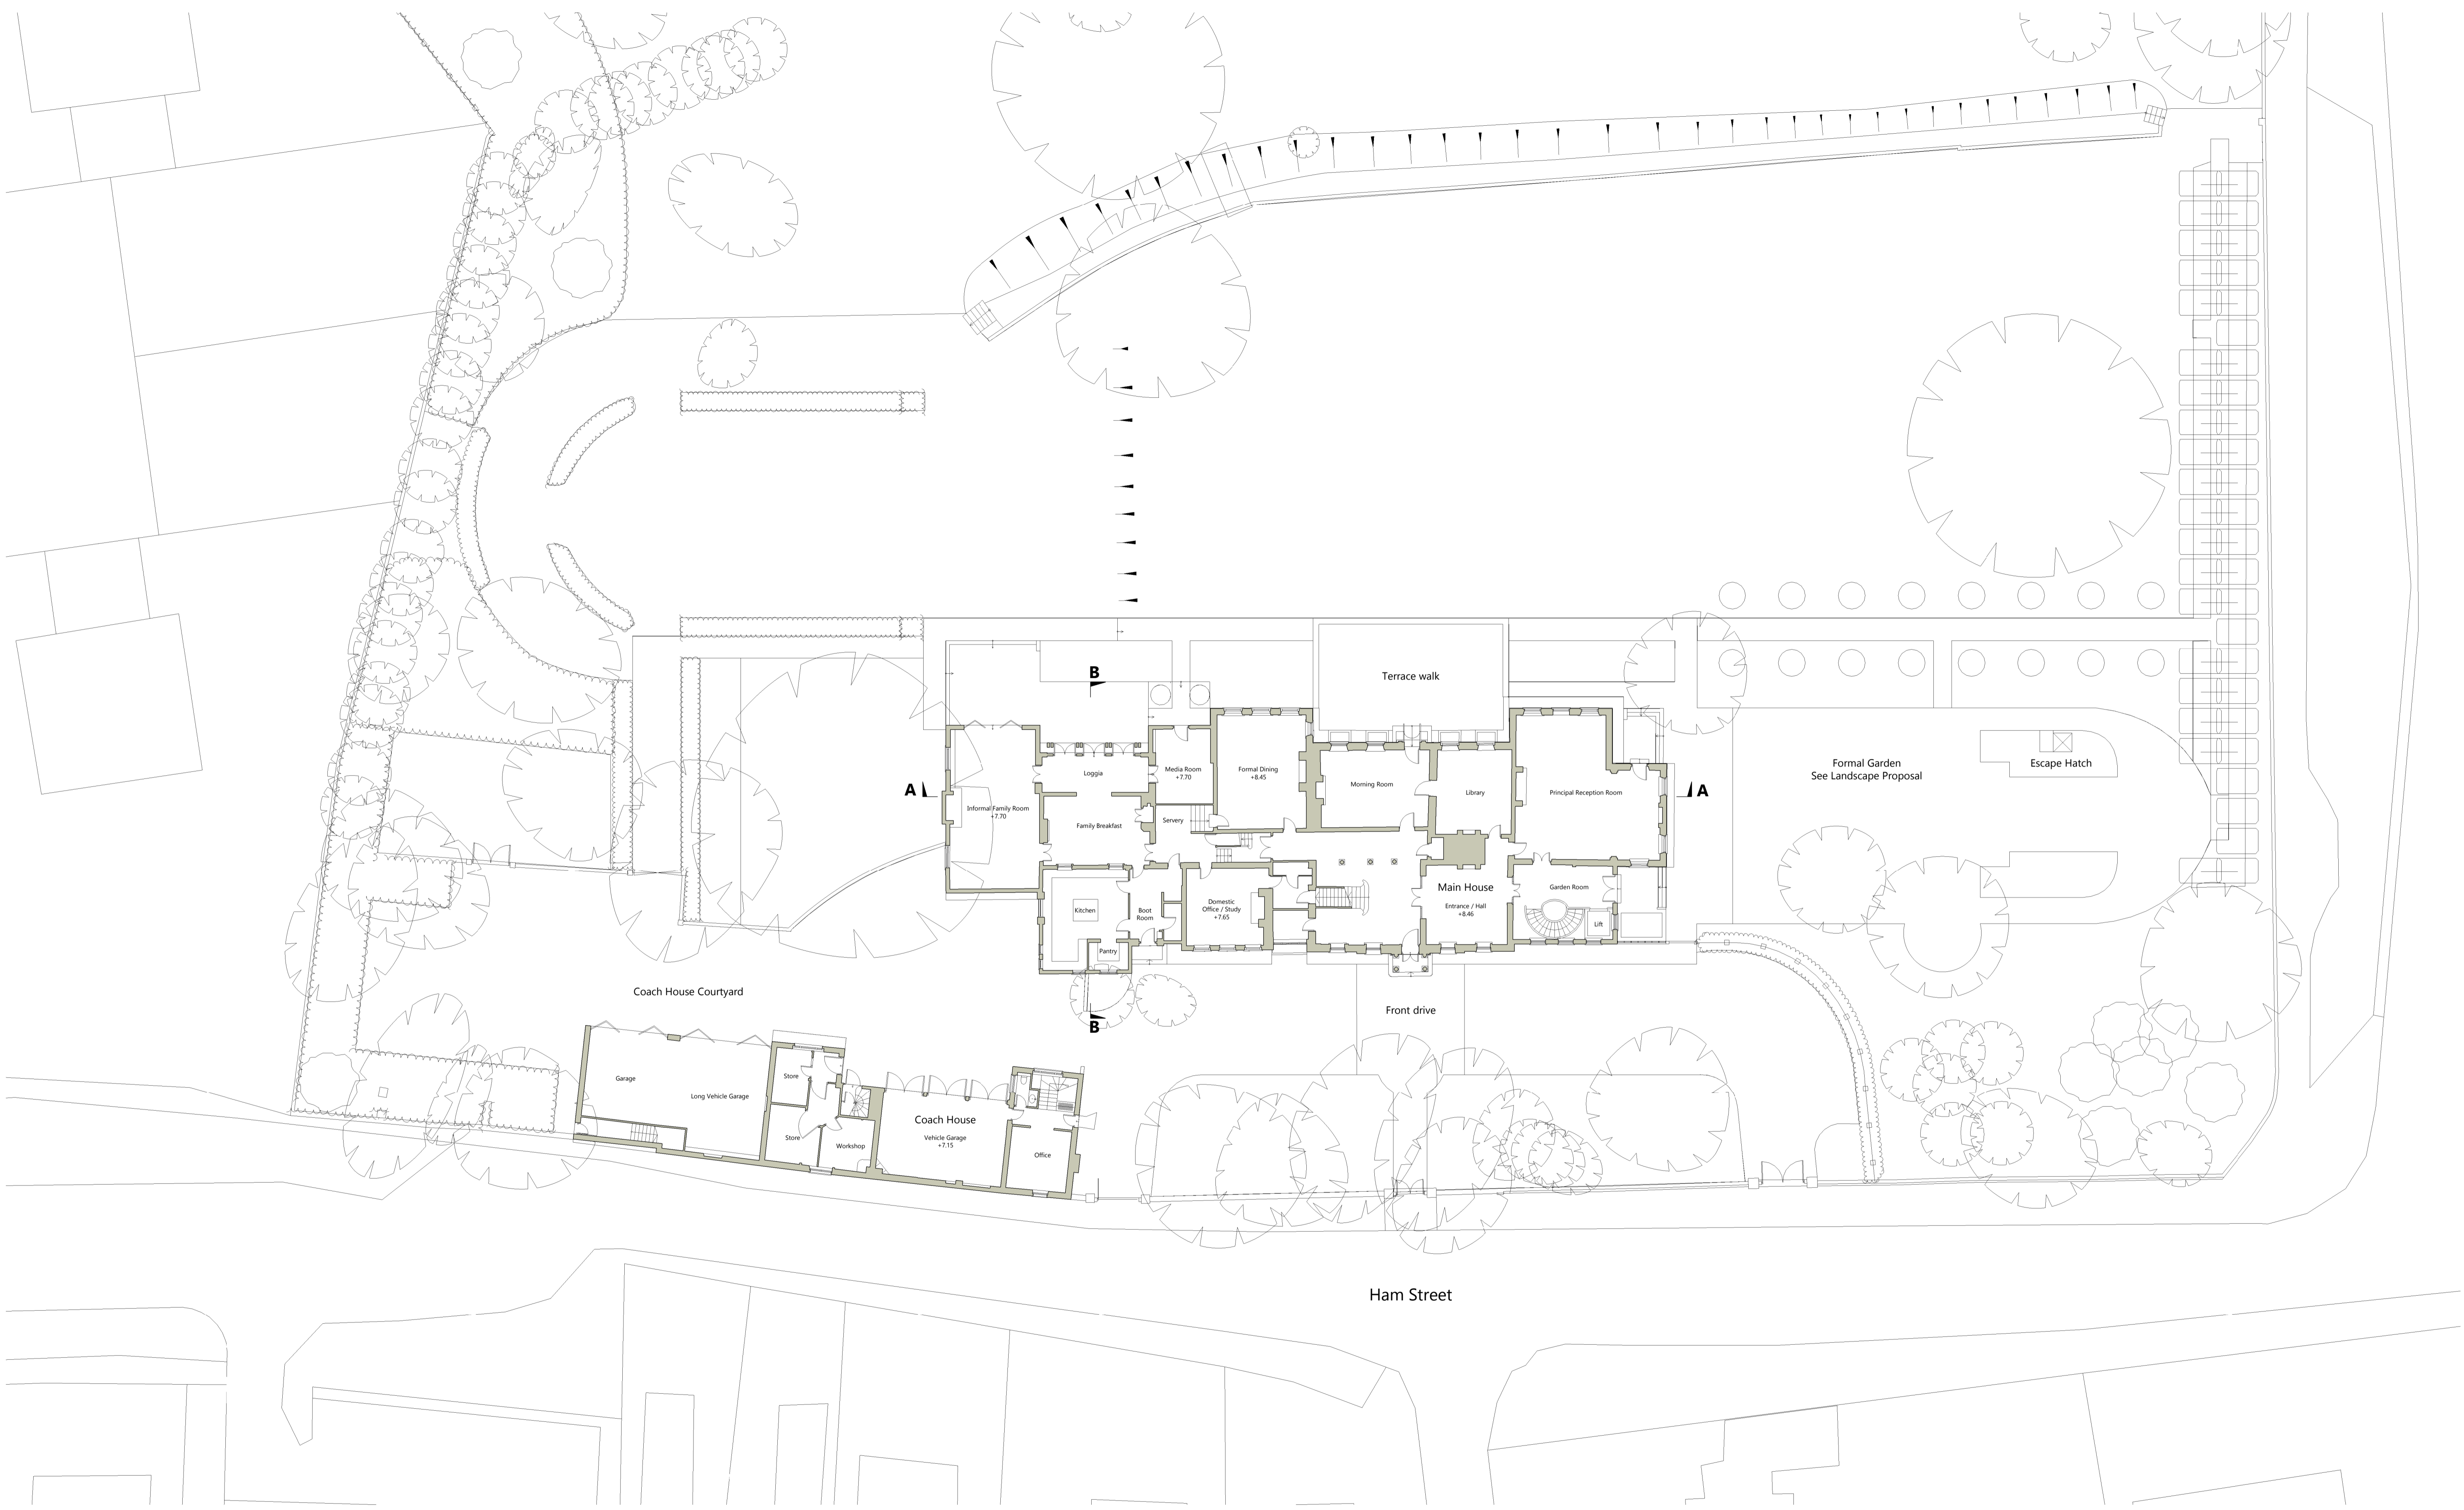 B
Terrace walk
A
Loggia
Media Room
+7.70
Formal Dining
+8.45
Morning Room
Library
Principal Reception Room
A
Formal Garden
See Landscape Proposal
Escape Hatch
Informal Family Room
+7.70
Family Breakfast
Servery
Main House
Entrance / Hall
+8.46
Garden Room
Lift
Kitchen
Boot
Room
Domestic
Office / Study
+7.65
Pantry
Coach House Courtyard
B
Front drive
Garage
Long Vehicle Garage
Store
Store
Workshop
Coach House
Vehicle Garage
+7.15
Office
Ham Street